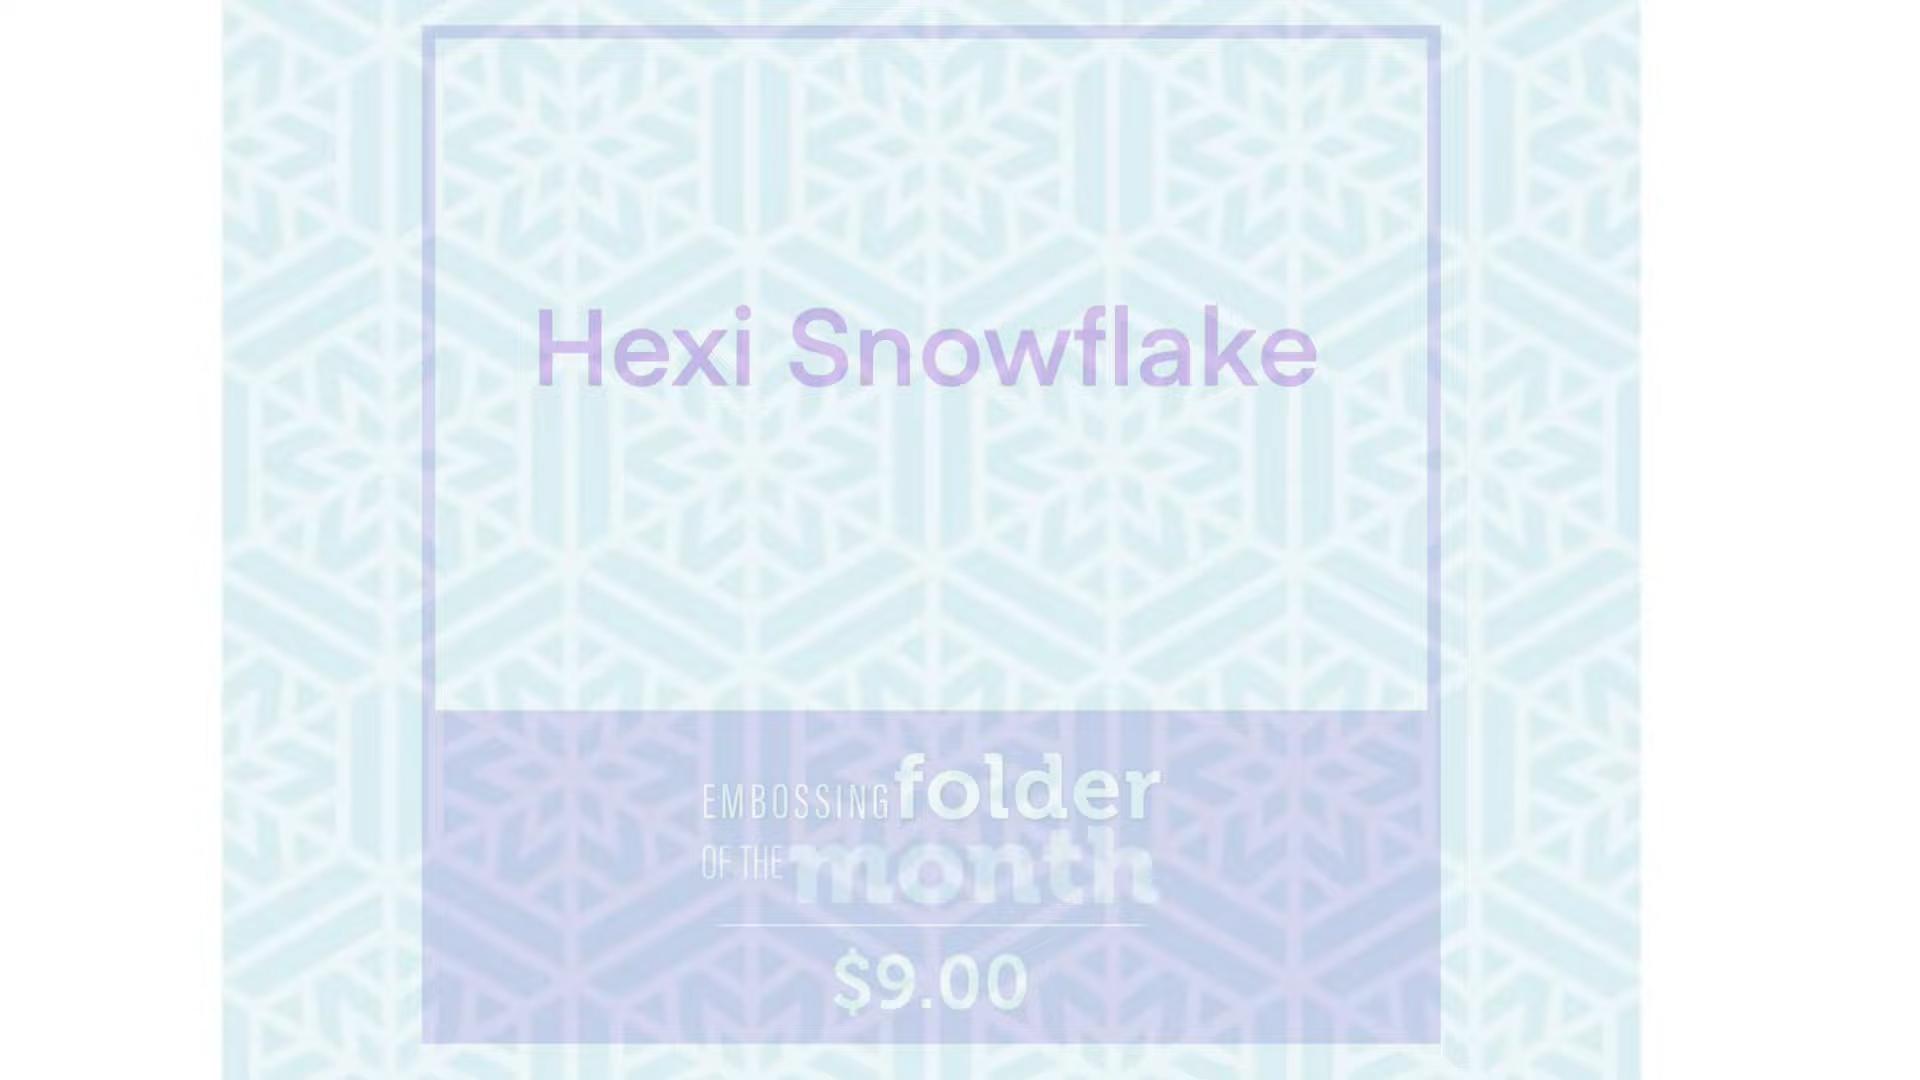 Hexi Snowflake
EMBOSSING folder
OF THE month
$9.00